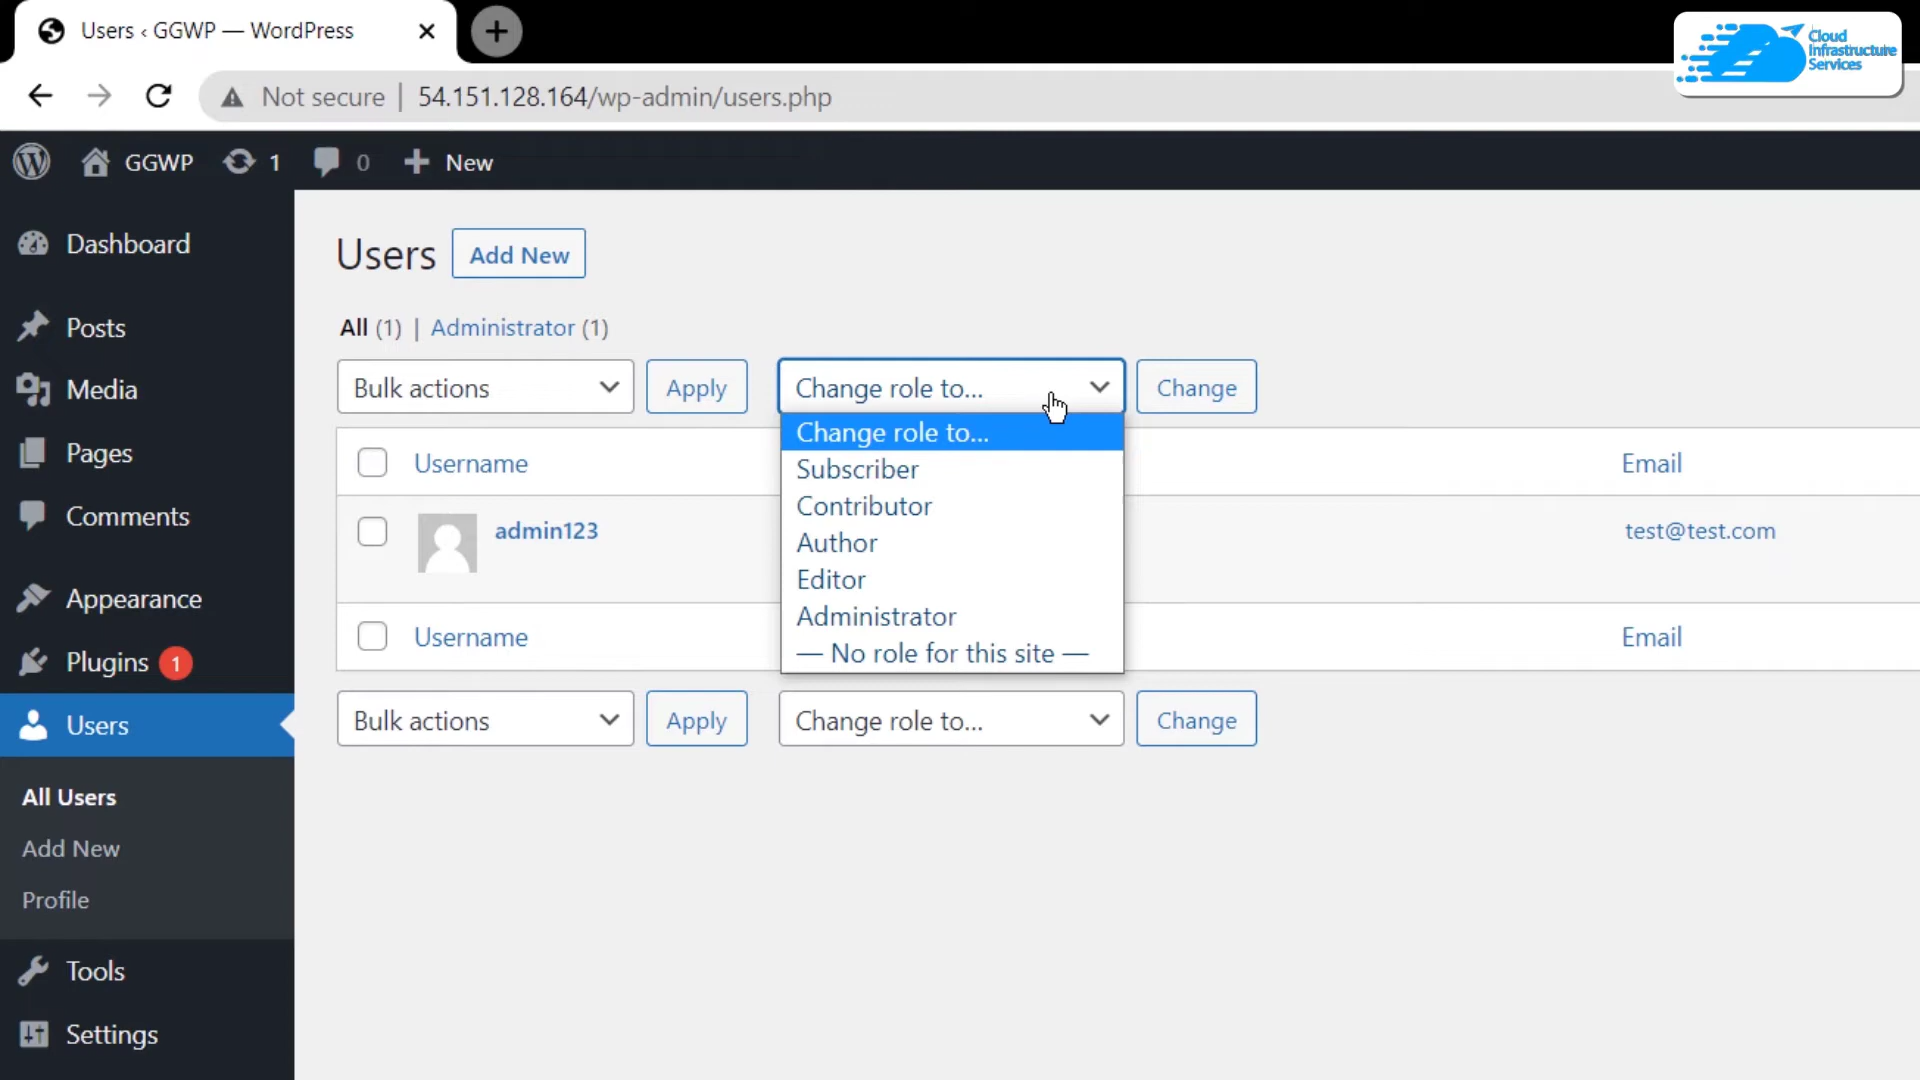 Users ‹ GGWP — WordPress
Cloud
Infrastructure
Services
Not secure | 54.151.128.164/wp-admin/users.php
GGWP 1 0 New
Dashboard
Posts
Media
Pages
Comments
Appearance
Plugins 1
Users
All Users
Add New
Profile
Tools
Settings
Users Add New
All (1) | Administrator (1)
Bulk actions Apply Change role to... Change
Change role to...
Subscriber
Contributor
Author
Editor
Administrator
— No role for this site —
Username Email
admin123 test@test.com
Username Email
Bulk actions Apply Change role to... Change